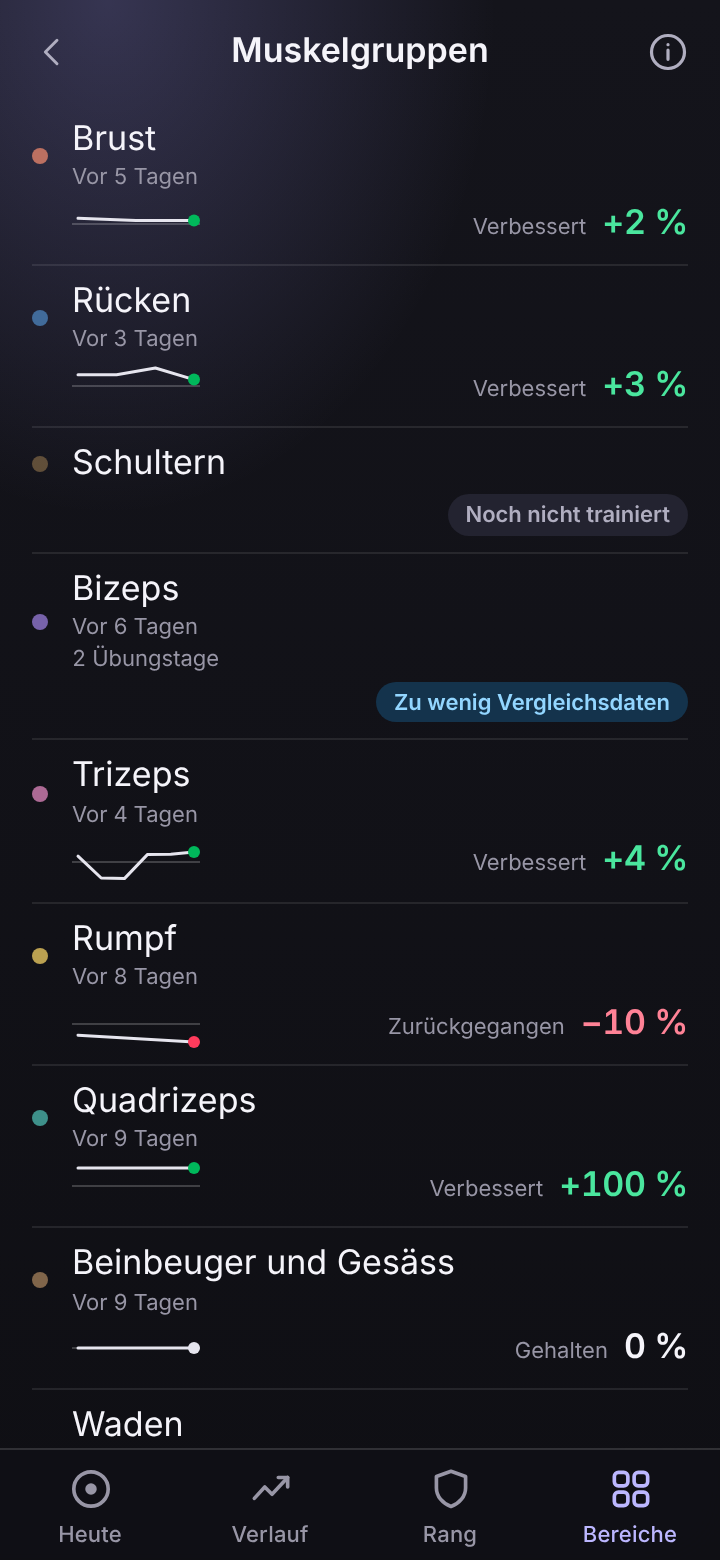 Muskelgruppen
Brust
Vor 5 Tagen
Verbessert +2 %
Rücken
Vor 3 Tagen
Verbessert +3 %
Schultern
Noch nicht trainiert
Bizeps
Vor 6 Tagen
2 Übungstage
Zu wenig Vergleichsdaten
Trizeps
Vor 4 Tagen
Verbessert +4 %
Rumpf
Vor 8 Tagen
Zurückgegangen −10 %
Quadrizeps
Vor 9 Tagen
Verbessert +100 %
Beinbeuger und Gesäss
Vor 9 Tagen
Gehalten 0 %
Waden
Heute Verlauf Rang Bereiche